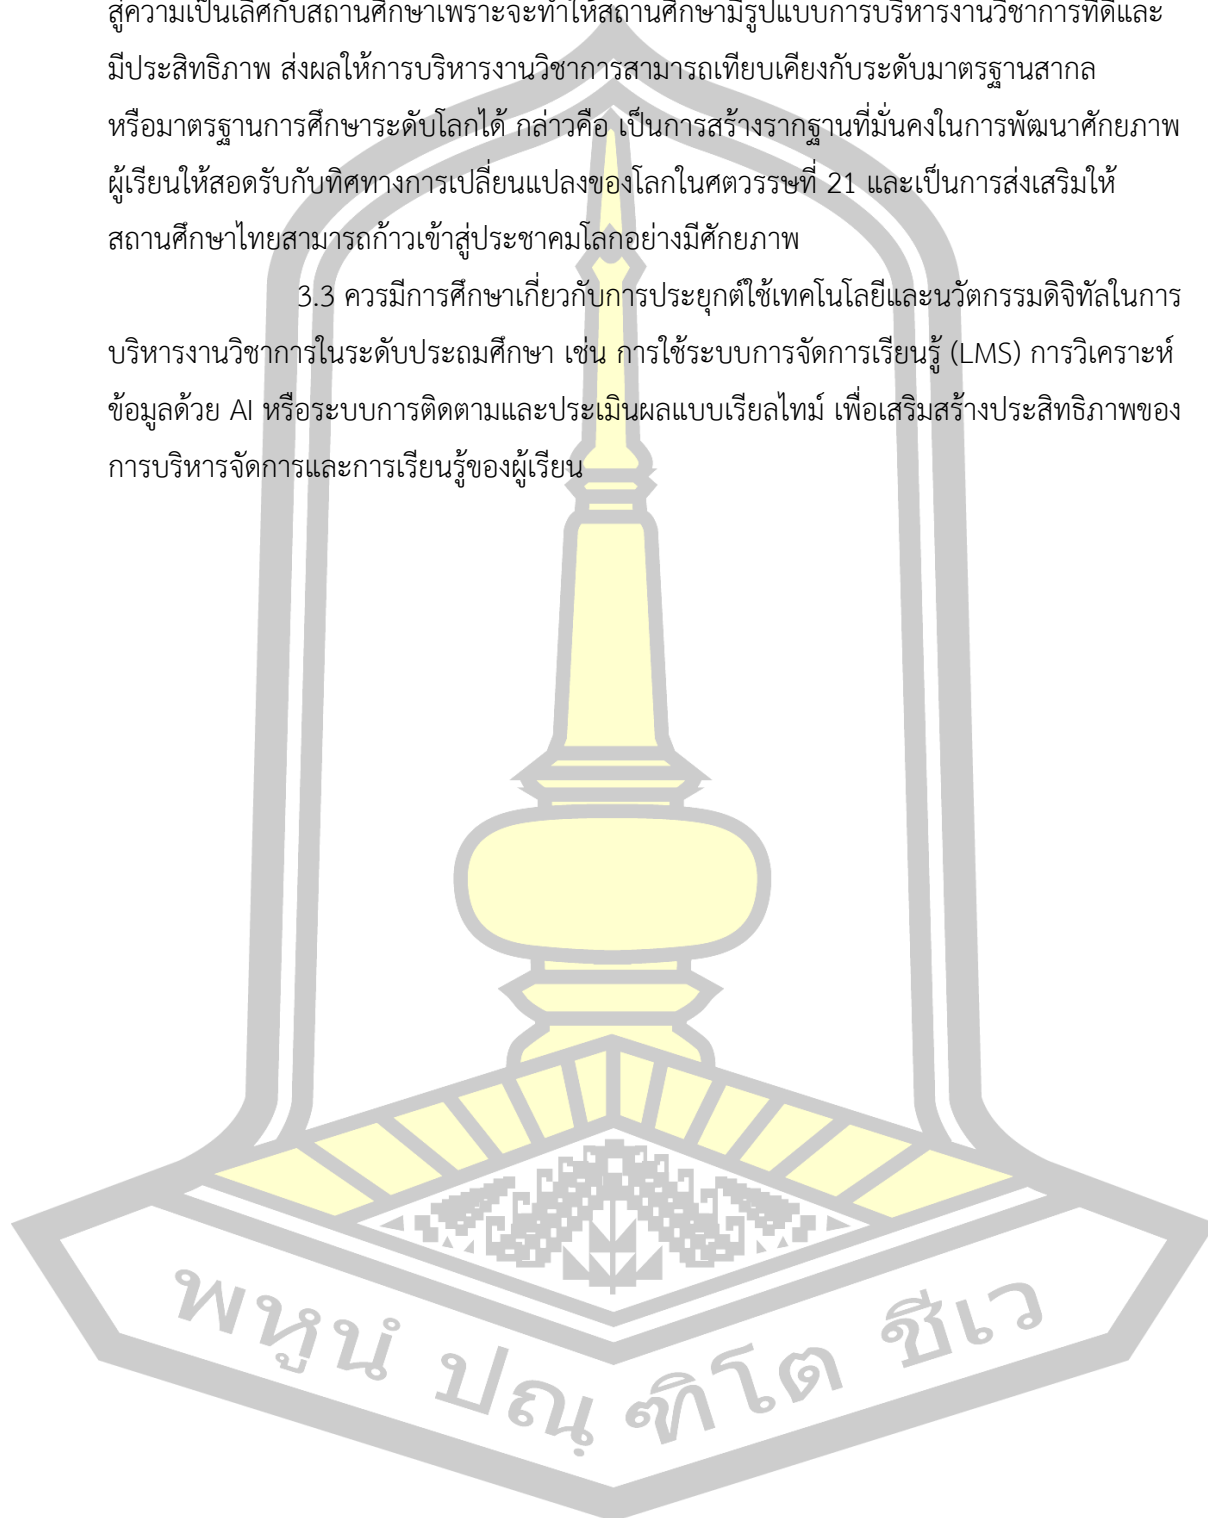 สู่ความเป็นเลิศกับสถานศึกษาเพราะจะทำให้สถานศึกษามีรูปแบบการบริหารงานวิชาการที่ดีและ
มีประสิทธิภาพ ส่งผลให้การบริหารงานวิชาการสามารถเทียบเคียงกับระดับมาตรฐานสากล
หรือมาตรฐานการศึกษาระดับโลกได้ กล่าวคือ เป็นการสร้างรากฐานที่มั่นคงในการพัฒนาศักยภาพ
ผู้เรียนให้สอดรับกับทิศทางการเปลี่ยนแปลงของโลกในศตวรรษที่ 21 และเป็นการส่งเสริมให้
สถานศึกษาไทยสามารถก้าวเข้าสู่ประชาคมโลกอย่างมีศักยภาพ
3.3 ควรมีการศึกษาเกี่ยวกับการประยุกต์ใช้เทคโนโลยีและนวัตกรรมดิจิทัลในการ
บริหารงานวิชาการในระดับประถมศึกษา เช่น การใช้ระบบการจัดการเรียนรู้ (LMS) การวิเคราะห์
ข้อมูลด้วย AI หรือระบบการติดตามและประเมินผลแบบเรียลไทม์ เพื่อเสริมสร้างประสิทธิภาพของ
การบริหารจัดการและการเรียนรู้ของผู้เรียน
พหูนํ ปณฺฑิโต ชีเว